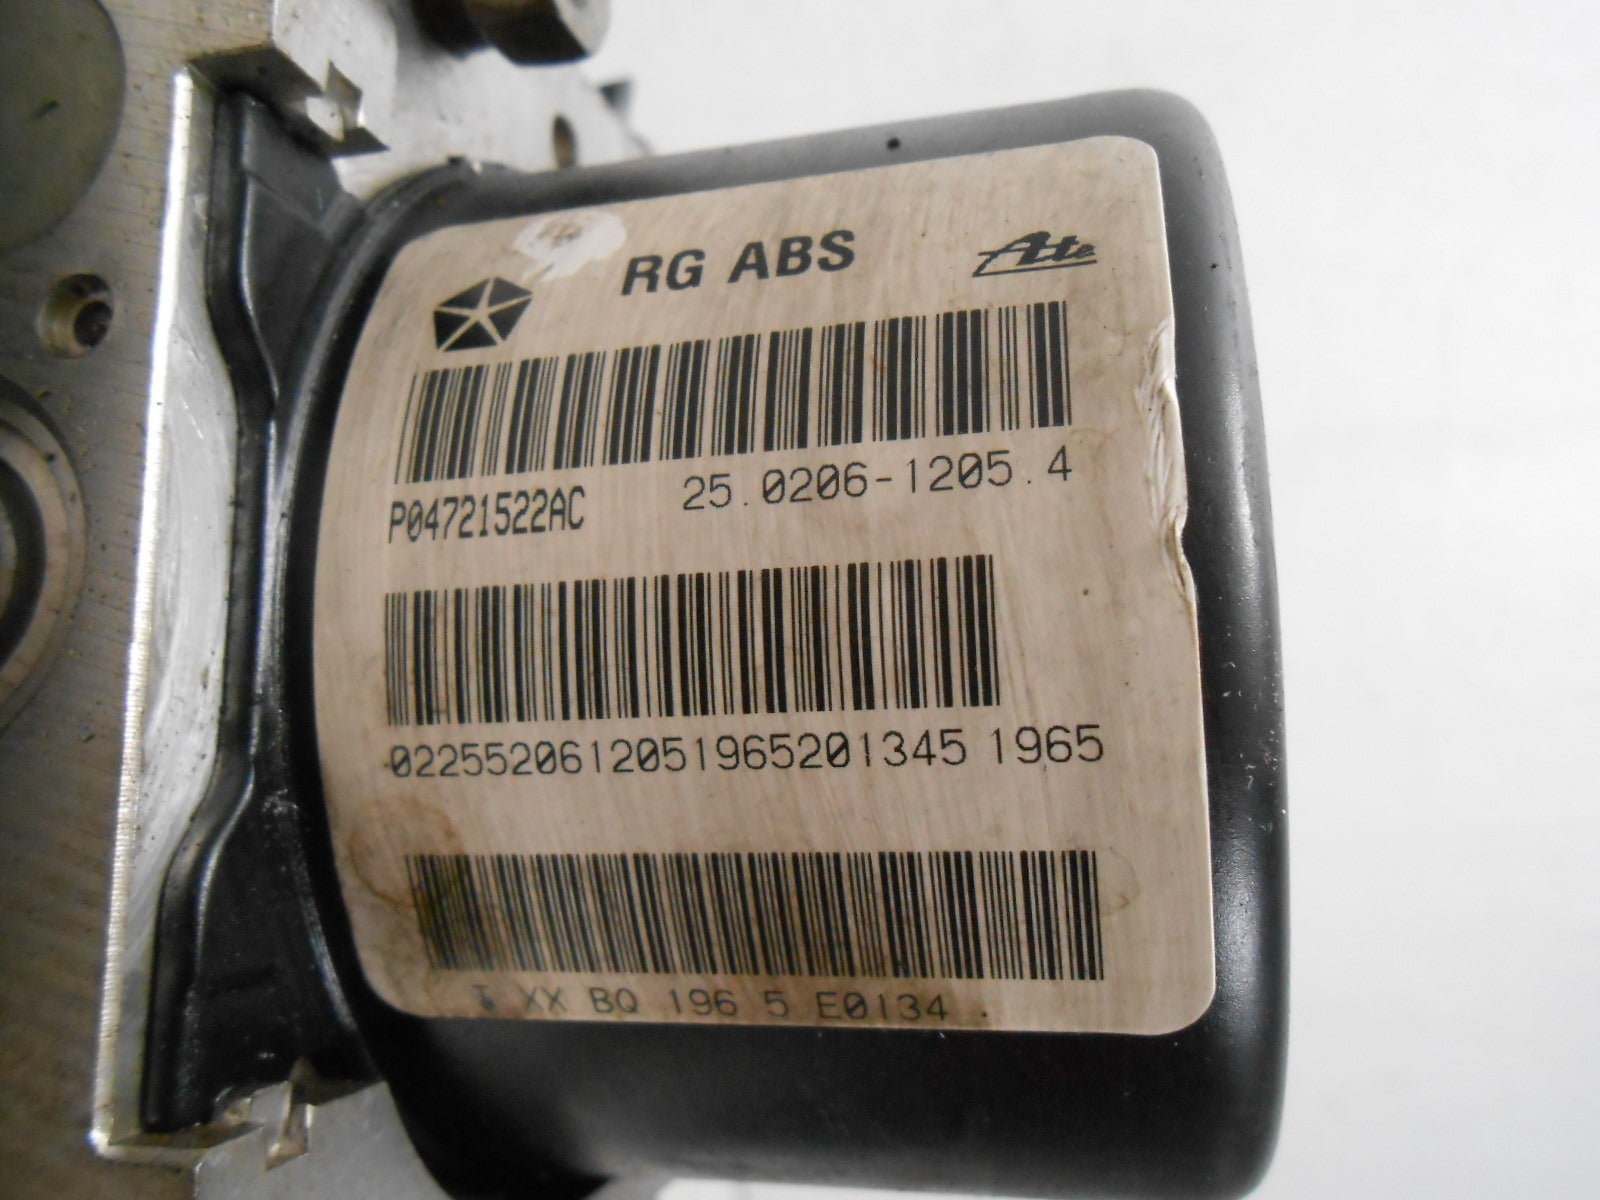 RG ABS Ate
P04721522AC 25.0206-1205.4
0225520612051965201345 1965
T XX BQ 196 5 E0134